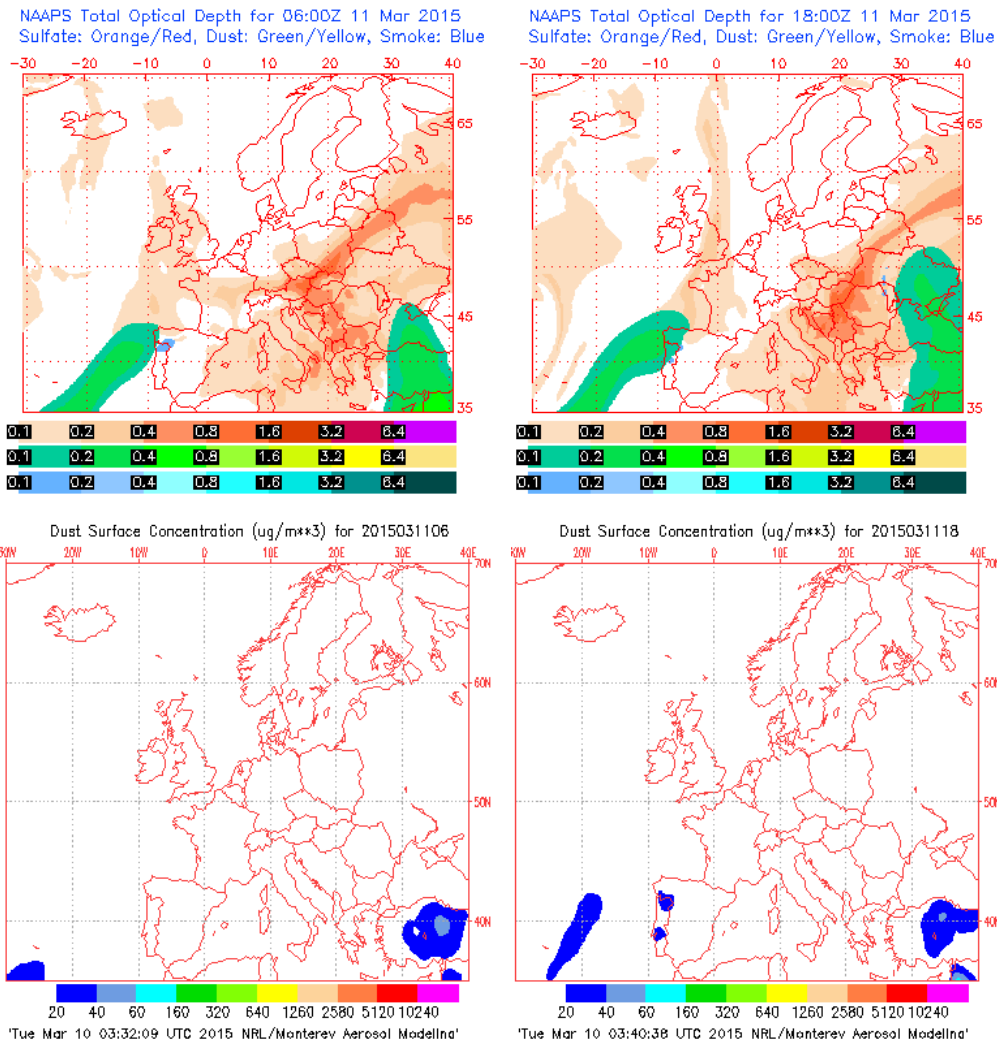 NAAPS Total Optical Depth for 06:00Z 11 Mar 2015
Sulfate: Orange/Red, Dust: Green/Yellow, Smoke: Blue
-30 -20 -10 0 10 20 30 40
65
55
45
35
0.1 0.2 0.4 0.8 1.6 3.2 6.4
0.1 0.2 0.4 0.8 1.6 3.2 6.4
0.1 0.2 0.4 0.8 1.6 3.2 6.4
NAAPS Total Optical Depth for 18:00Z 11 Mar 2015
Sulfate: Orange/Red, Dust: Green/Yellow, Smoke: Blue
-30 -20 -10 0 10 20 30 40
65
55
45
35
0.1 0.2 0.4 0.8 1.6 3.2 6.4
0.1 0.2 0.4 0.8 1.6 3.2 6.4
0.1 0.2 0.4 0.8 1.6 3.2 6.4
Dust Surface Concentration (ug/m**3) for 2015031106
20W 10W 0 10E 20E 30E 40E
70N
60N
50N
40N
20 40 60 160 320 640 1260 2580 5120 10240
'Tue Mar 10 03:32:09 UTC 2015 NRL/Monterey Aerosol Modeling'
Dust Surface Concentration (ug/m**3) for 2015031118
20W 10W 0 10E 20E 30E 40E
70N
60N
50N
40N
20 40 60 160 320 640 1260 2580 5120 10240
'Tue Mar 10 03:40:38 UTC 2015 NRL/Monterey Aerosol Modeling'